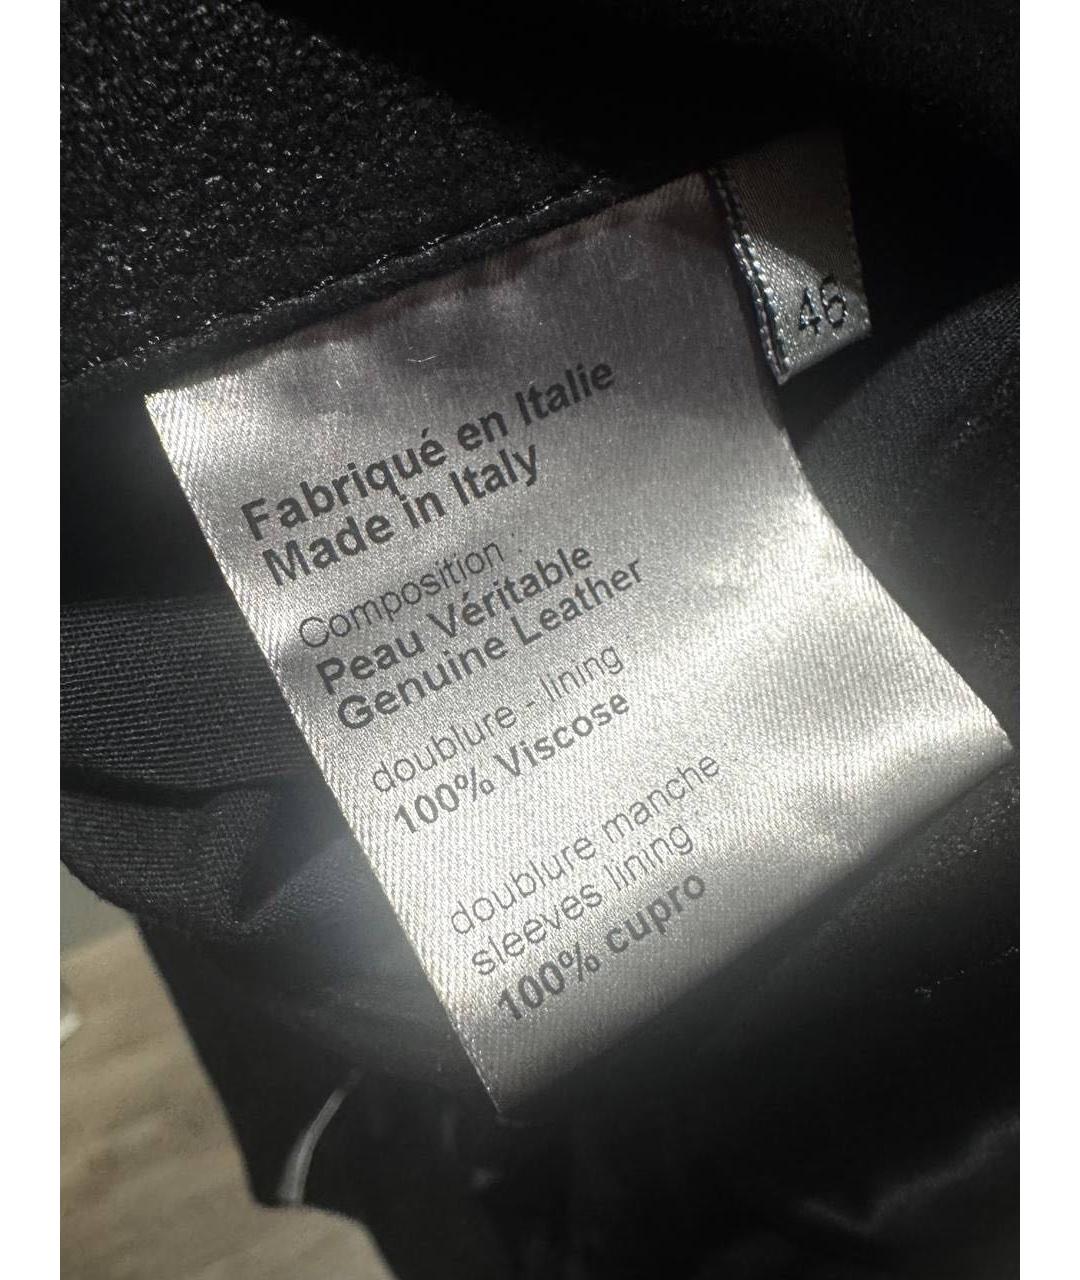 46
Fabriqué en Italie
Made in Italy
Composition :
Peau Véritable
Genuine Leather
doublure - lining
100% Viscose
doublure manche
sleeves lining
100% cupro